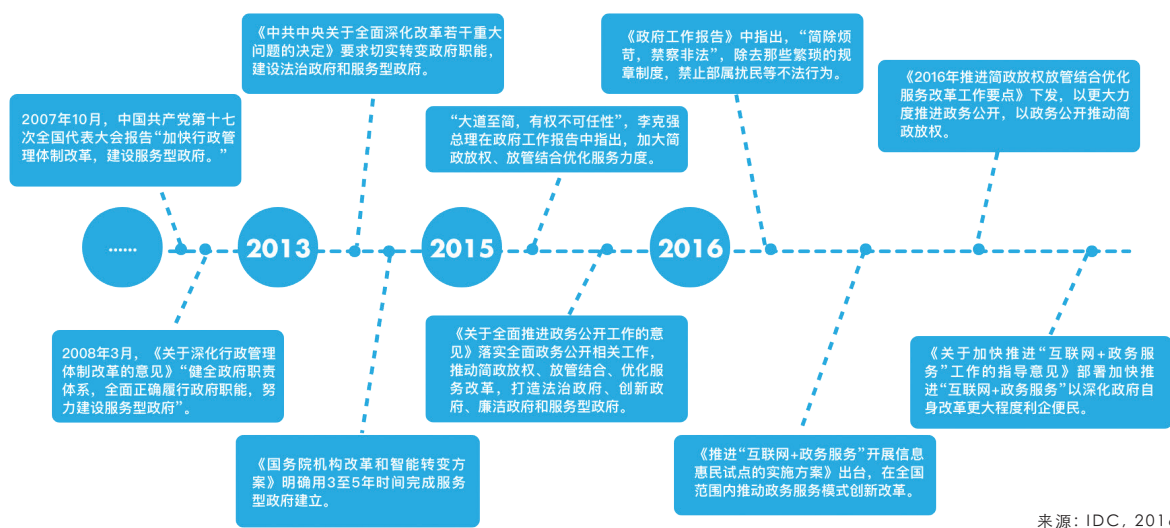 《中共中央关于全面深化改革若干重大
问题的决定》要求切实转变政府职能，
建设法治政府和服务型政府。
《政府工作报告》中指出，“简除烦
苛，禁察非法”，除去那些繁琐的规
章制度，禁止部属扰民等不法行为。
《2016年推进简政放权放管结合优化
服务改革工作要点》下发，以更大力
度推进政务公开，以政务公开推动简
政放权。
2007年10月，中国共产党第十七
次全国代表大会报告“加快行政管
理体制改革，建设服务型政府。”
“大道至简，有权不可任性”，李克强
总理在政府工作报告中指出，加大简
政放权、放管结合优化服务力度。
......
2013
2015
2016
2008年3月，《关于深化行政管理
体制改革的意见》“健全政府职责
体系，全面正确履行政府职能，努
力建设服务型政府”。
《关于全面推进政务公开工作的意
见》落实全面政务公开相关工作，
推动简政放权、放管结合、优化服
务改革，打造法治政府、创新政
府、廉洁政府和服务型政府。
《关于加快推进“互联网+政务服
务”工作的指导意见》部署加快推
进“互联网+政务服务”以深化政府自
身改革更大程度利企便民。
《国务院机构改革和智能转变方
案》明确用3至5年时间完成服务
型政府建立。
《推进“互联网+政务服务”开展信息
惠民试点的实施方案》出台，在全国
范围内推动政务服务模式创新改革。
来源：IDC，2016